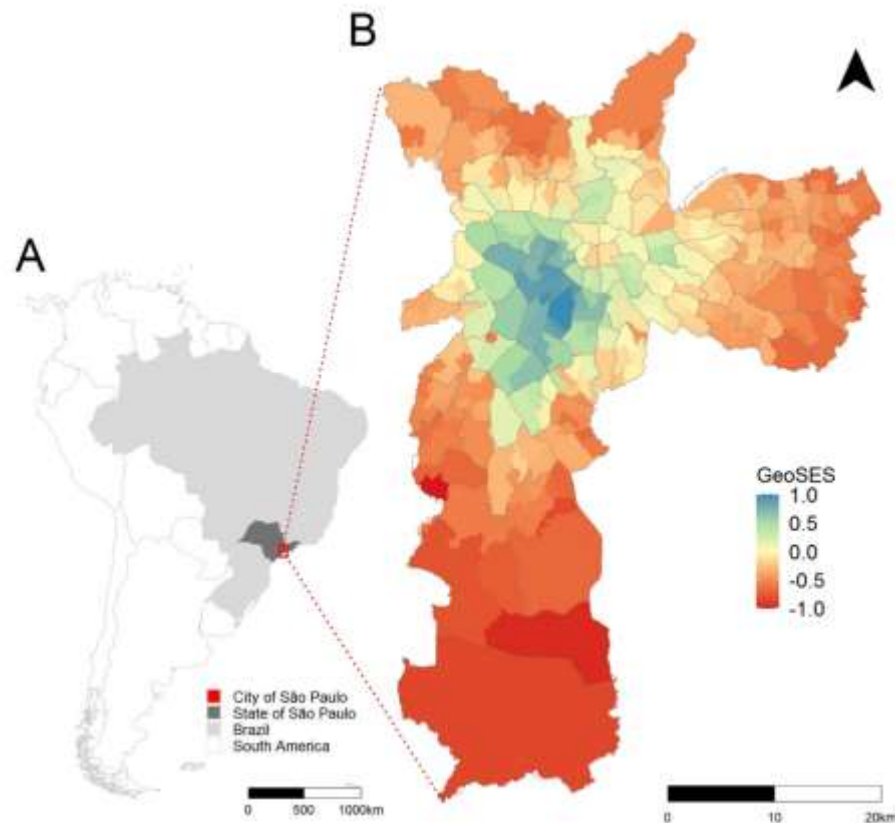 B
A
GeoSES
1.0
0.5
0.0
-0.5
-1.0
City of São Paulo
State of São Paulo
Brazil
South America
0 500 1000km
0 10 20km